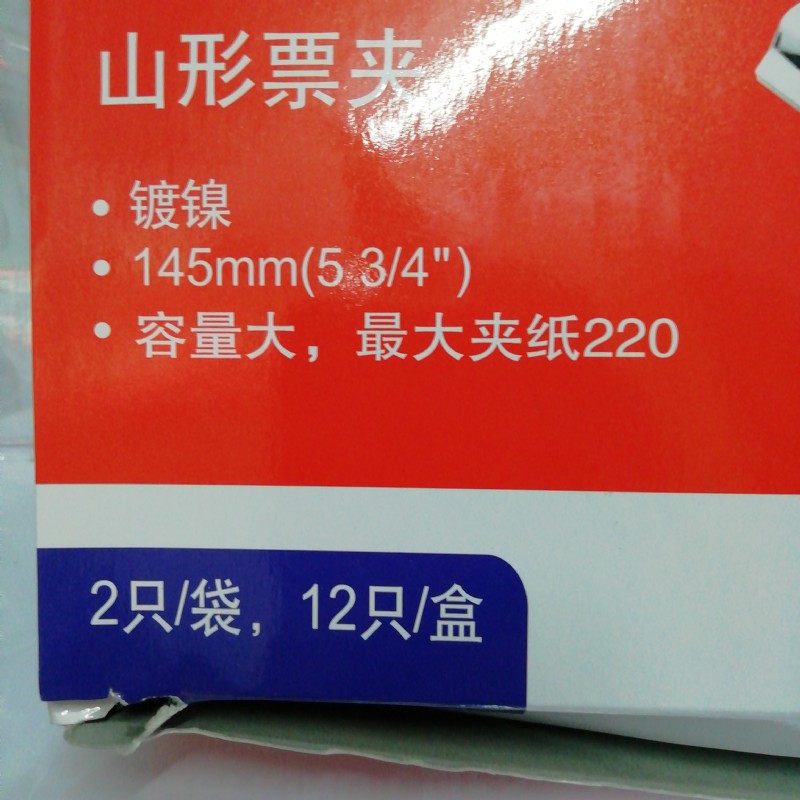 山形票夹
• 镀镍
• 145mm(5 3/4")
• 容量大，最大夹纸220
2只/袋，12只/盒